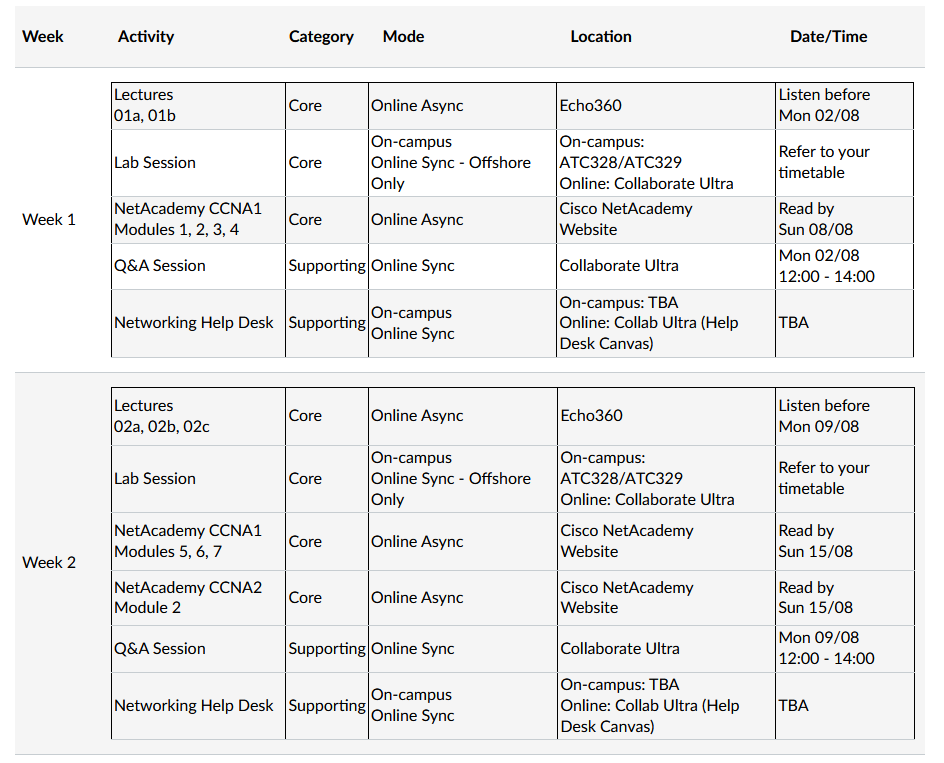 Week Activity Category Mode Location Date/Time
Week 1
Lectures
01a, 01b
Core
Online Async
Echo360
Listen before
Mon 02/08
Lab Session
Core
On-campus
Online Sync - Offshore
Only
On-campus:
ATC328/ATC329
Online: Collaborate Ultra
Refer to your
timetable
NetAcademy CCNA1
Modules 1, 2, 3, 4
Core
Online Async
Cisco NetAcademy
Website
Read by
Sun 08/08
Q&A Session
Supporting
Online Sync
Collaborate Ultra
Mon 02/08
12:00 - 14:00
Networking Help Desk
Supporting
On-campus
Online Sync
On-campus: TBA
Online: Collab Ultra (Help
Desk Canvas)
TBA
Week 2
Lectures
02a, 02b, 02c
Core
Online Async
Echo360
Listen before
Mon 09/08
Lab Session
Core
On-campus
Online Sync - Offshore
Only
On-campus:
ATC328/ATC329
Online: Collaborate Ultra
Refer to your
timetable
NetAcademy CCNA1
Modules 5, 6, 7
Core
Online Async
Cisco NetAcademy
Website
Read by
Sun 15/08
NetAcademy CCNA2
Module 2
Core
Online Async
Cisco NetAcademy
Website
Read by
Sun 15/08
Q&A Session
Supporting
Online Sync
Collaborate Ultra
Mon 09/08
12:00 - 14:00
Networking Help Desk
Supporting
On-campus
Online Sync
On-campus: TBA
Online: Collab Ultra (Help
Desk Canvas)
TBA